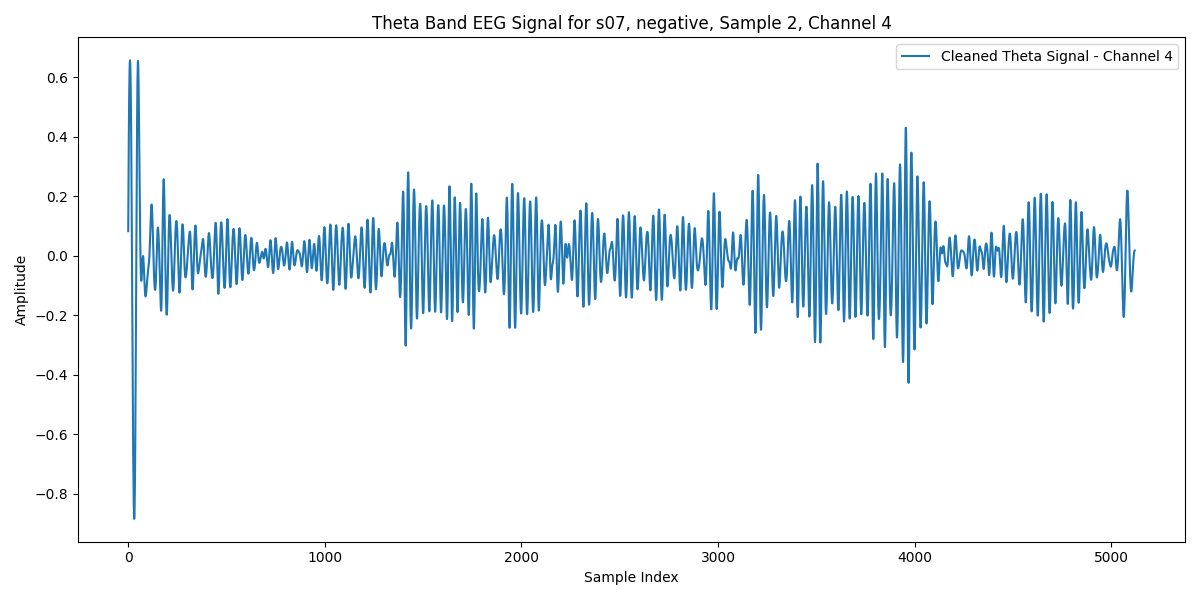 Theta Band EEG Signal for s07, negative, Sample 2, Channel 4
Cleaned Theta Signal - Channel 4
Amplitude
0.6
0.4
0.2
0.0
−0.2
−0.4
−0.6
−0.8
0 1000 2000 3000 4000 5000
Sample Index